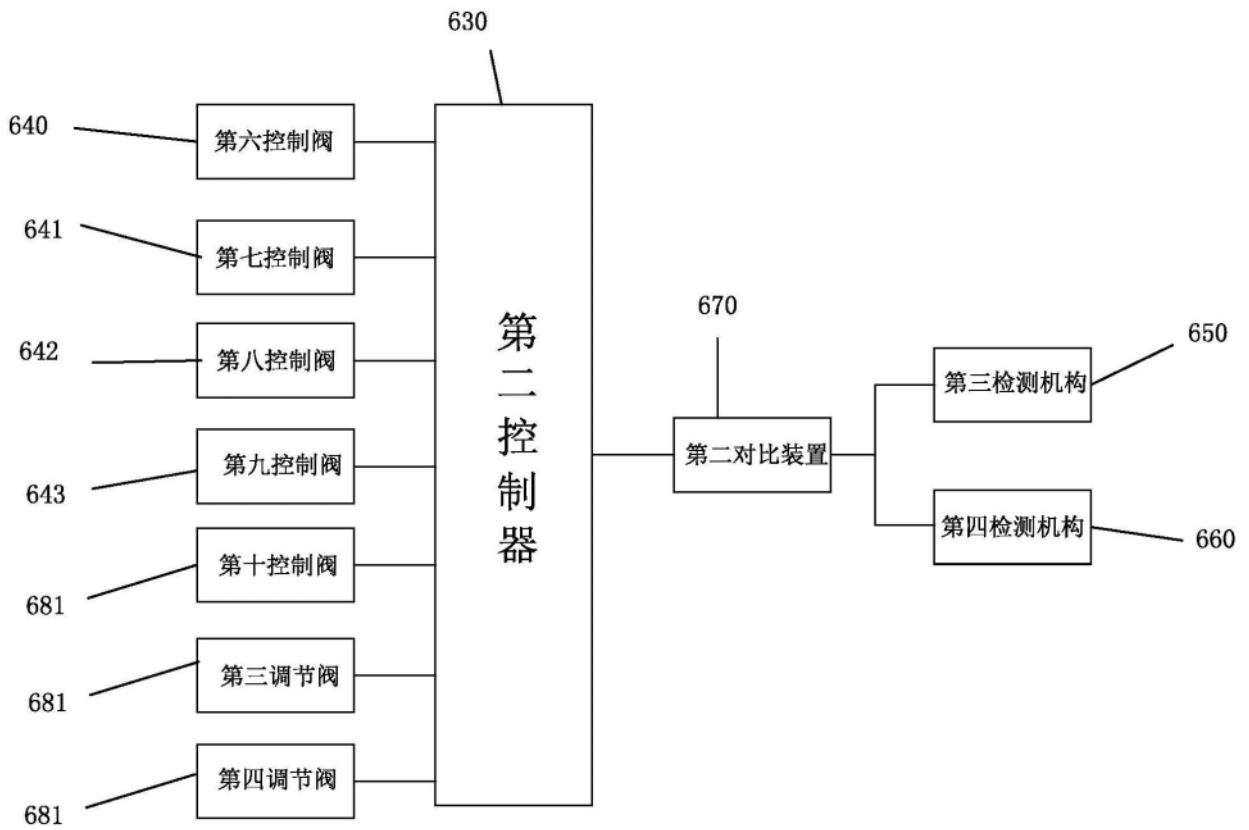 630
640
第六控制阀
641
第七控制阀
642
第八控制阀
643
第九控制阀
681
第十控制阀
681
第三调节阀
681
第四调节阀
第二控制器
670
第二对比装置
650
第三检测机构
660
第四检测机构